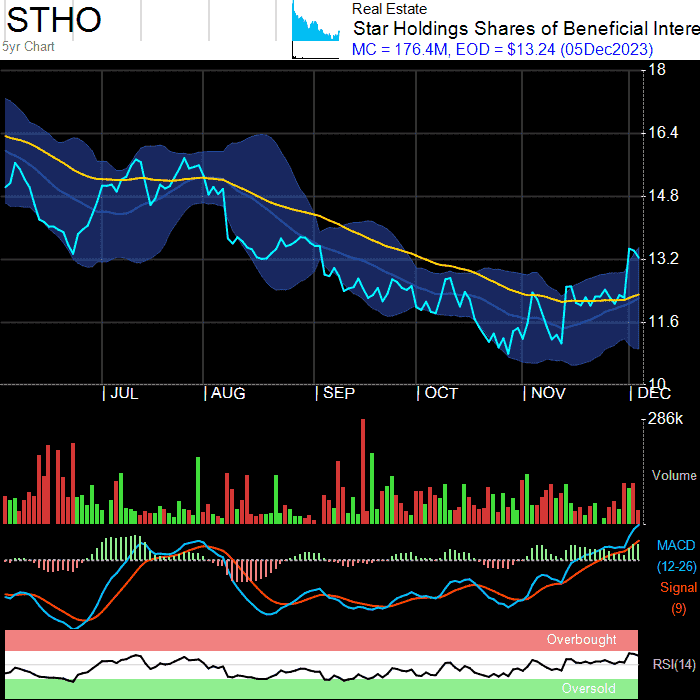 STHO
5yr Chart
Real Estate
Star Holdings Shares of Beneficial Intere
MC = 176.4M, EOD = $13.24 (05Dec2023)
18
16.4
14.8
13.2
11.6
10
JUL AUG SEP OCT NOV DEC
286k
Volume
MACD
(12-26)
Signal
(9)
Overbought
RSI(14)
Oversold